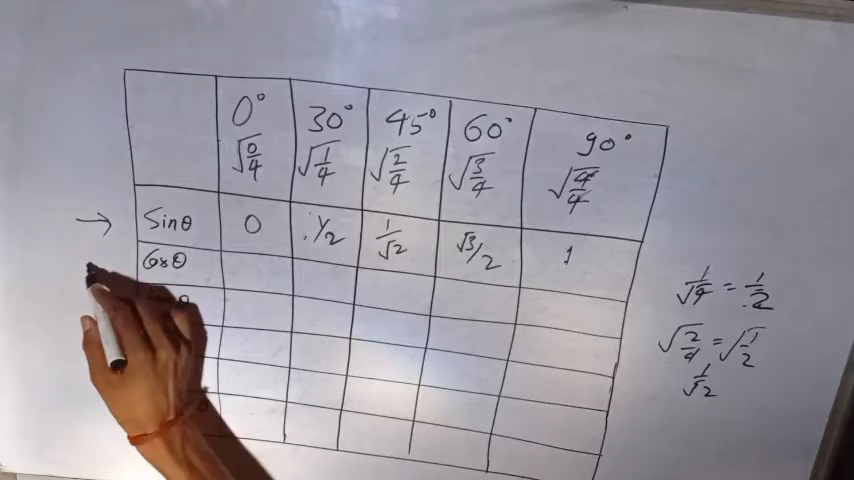 0° 30° 45° 60° 90°
√0/4 √1/4 √2/4 √3/4 √4/4
→ Sinθ 0 1/2 1/√2 √3/2 1
Cosθ
1/√4 = 1/2
√2/4 = √1/2
1/√2